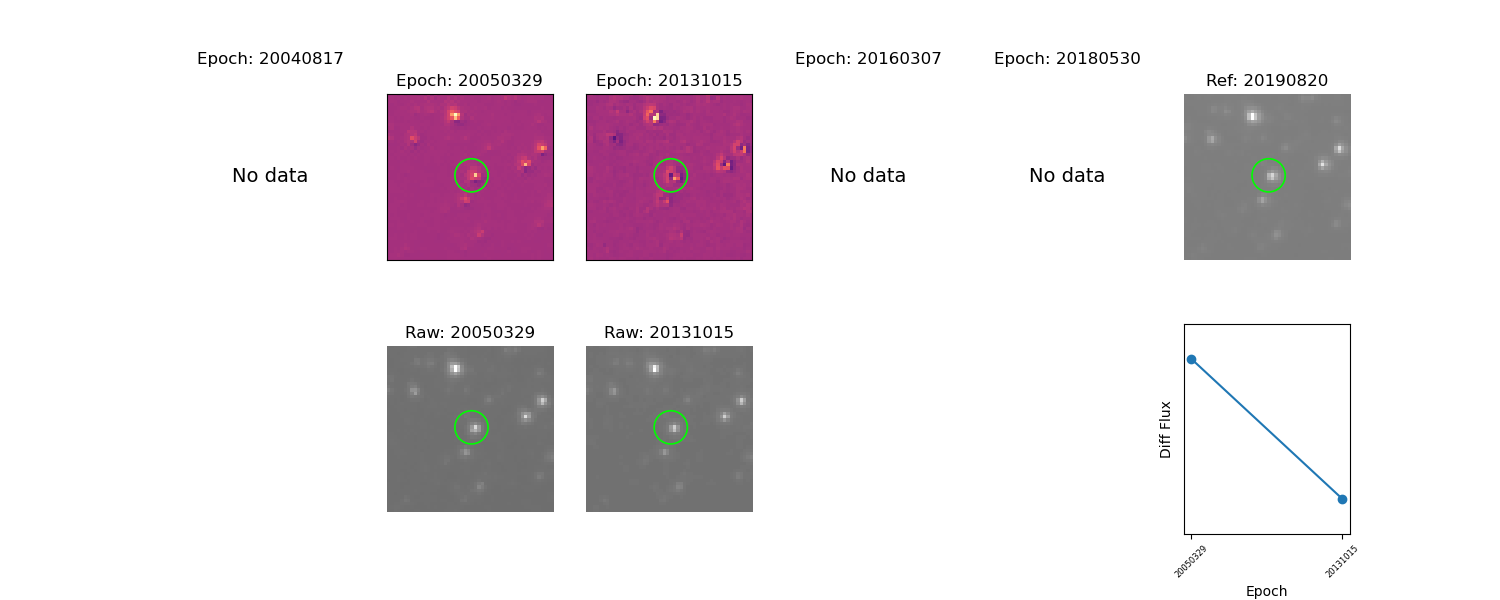 Epoch: 20040817
Epoch: 20050329
Epoch: 20131015
Epoch: 20160307
Epoch: 20180530
Ref: 20190820
No data
No data
No data
Raw: 20050329
Raw: 20131015
Diff Flux
20050329
20131015
Epoch